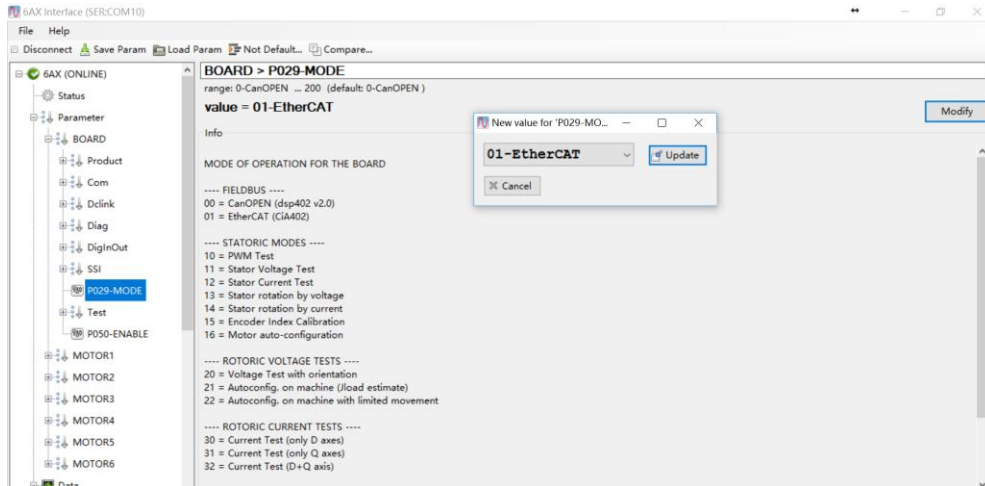 6AX Interface (SER:COM10)
File Help
Disconnect Save Param Load Param Not Default... Compare...
6AX (ONLINE)
Status
Parameter
BOARD
Product
Com
Dclink
Diag
DigInOut
SSI
P029-MODE
Test
P050-ENABLE
MOTOR1
MOTOR2
MOTOR3
MOTOR4
MOTOR5
MOTOR6
Data
BOARD > P029-MODE
range: 0-CanOPEN ... 200 (default: 0-CanOPEN )
value = 01-EtherCAT
Modify
Info
MODE OF OPERATION FOR THE BOARD
---- FIELDBUS ----
00 = CanOPEN (dsp402 v2.0)
01 = EtherCAT (CiA402)
---- STATORIC MODES ----
10 = PWM Test
11 = Stator Voltage Test
12 = Stator Current Test
13 = Stator rotation by voltage
14 = Stator rotation by current
15 = Encoder Index Calibration
16 = Motor auto-configuration
---- ROTORIC VOLTAGE TESTS ----
20 = Voltage Test with orientation
21 = Autoconfig. on machine (Jload estimate)
22 = Autoconfig. on machine with limited movement
---- ROTORIC CURRENT TESTS ----
30 = Current Test (only D axes)
31 = Current Test (only Q axes)
32 = Current Test (D+Q axis)
New value for 'P029-MO...
01-EtherCAT
Update
Cancel